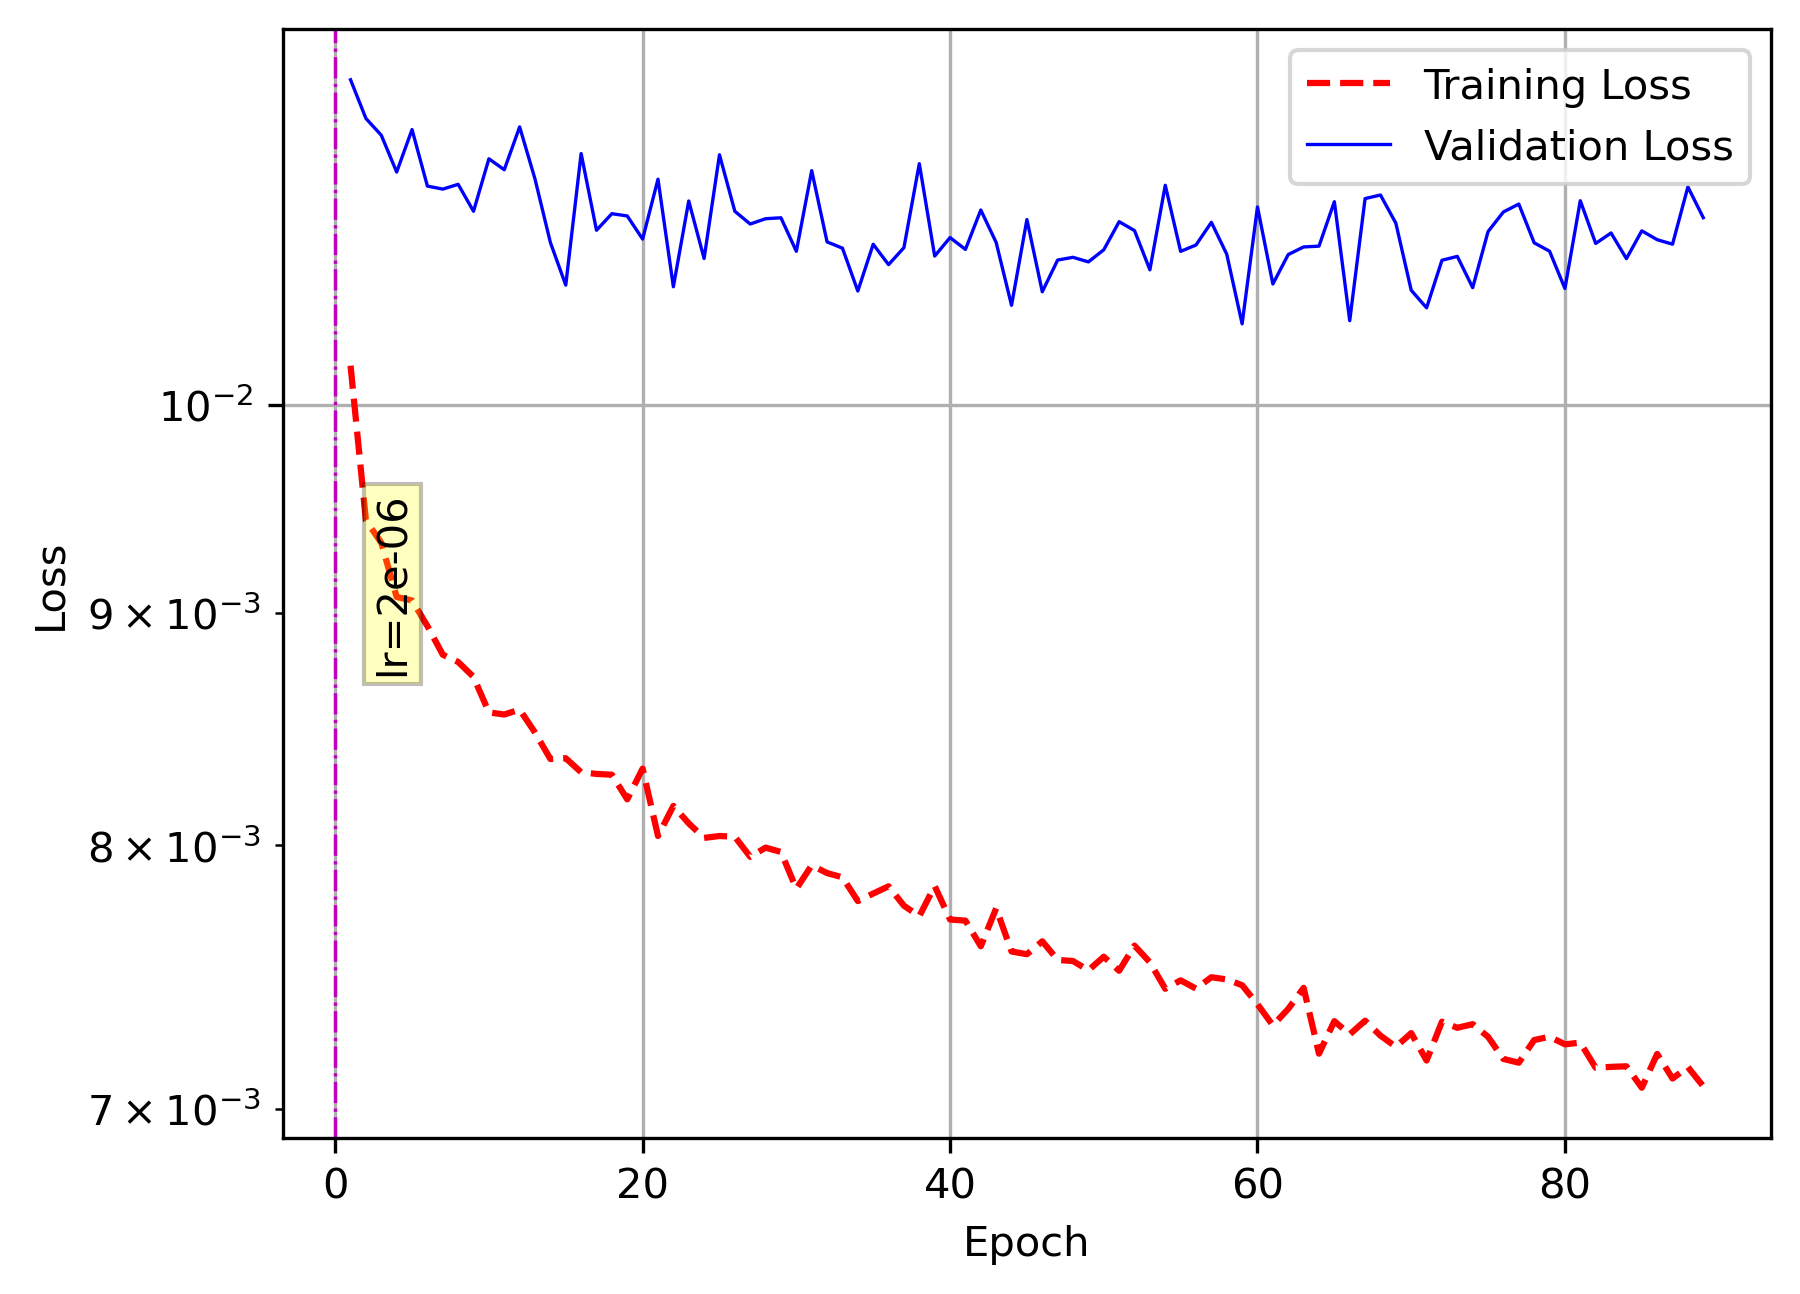 Training Loss
Validation Loss
10⁻²
9 × 10⁻³
8 × 10⁻³
7 × 10⁻³
Loss
lr=2e-06
0 20 40 60 80
Epoch